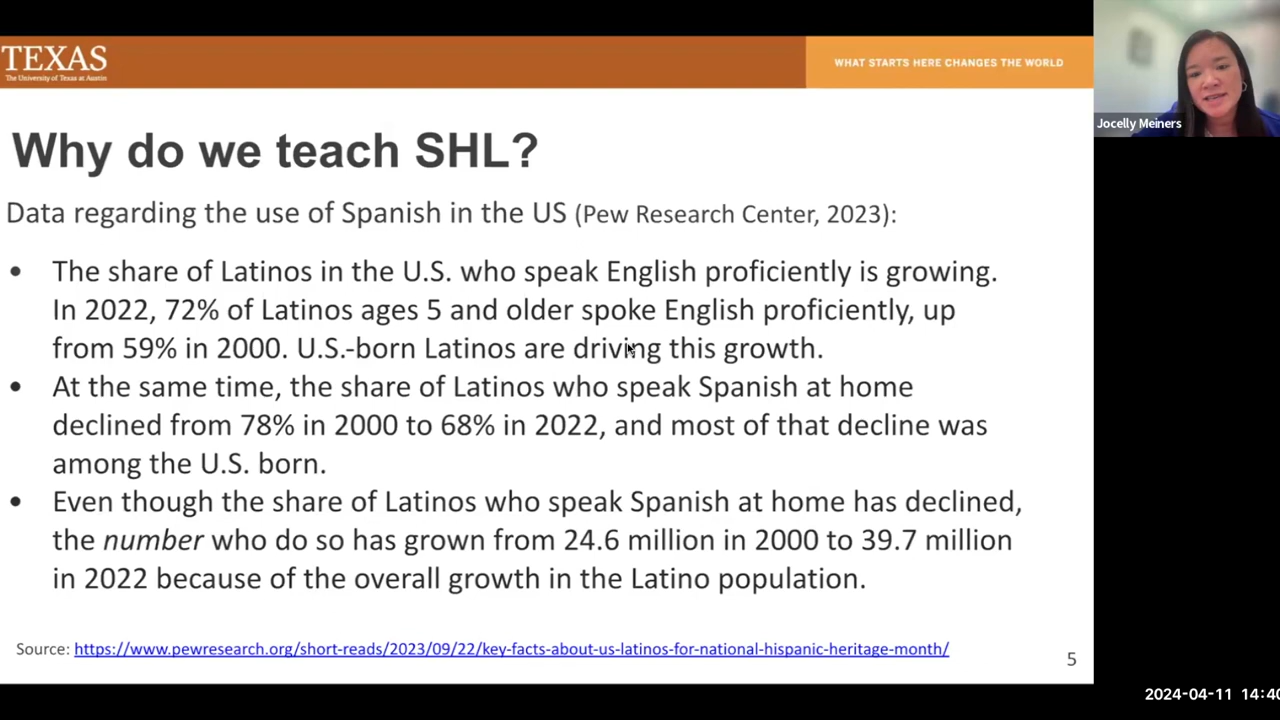 TEXAS
The University of Texas at Austin
WHAT STARTS HERE CHANGES THE WORLD
Jocelly Meiners
Why do we teach SHL?
Data regarding the use of Spanish in the US (Pew Research Center, 2023):
• The share of Latinos in the U.S. who speak English proficiently is growing.
In 2022, 72% of Latinos ages 5 and older spoke English proficiently, up
from 59% in 2000. U.S.-born Latinos are driving this growth.
• At the same time, the share of Latinos who speak Spanish at home
declined from 78% in 2000 to 68% in 2022, and most of that decline was
among the U.S. born.
• Even though the share of Latinos who speak Spanish at home has declined,
the number who do so has grown from 24.6 million in 2000 to 39.7 million
in 2022 because of the overall growth in the Latino population.
Source: https://www.pewresearch.org/short-reads/2023/09/22/key-facts-about-us-latinos-for-national-hispanic-heritage-month/
5
2024-04-11 14:40